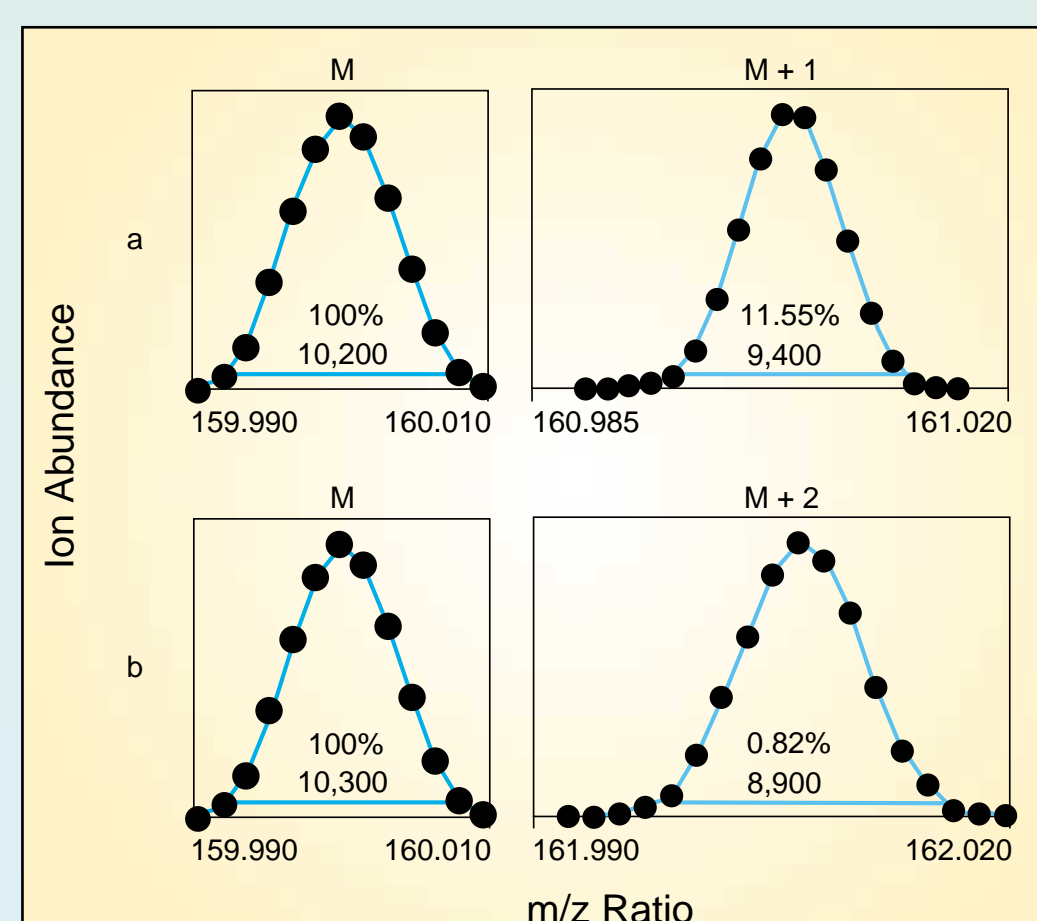 M
M + 1
a
100%
10,200
11.55%
9,400
159.990
160.010
160.985
161.020
Ion Abundance
M
M + 2
b
100%
10,300
0.82%
8,900
159.990
160.010
161.990
162.020
m/z Ratio